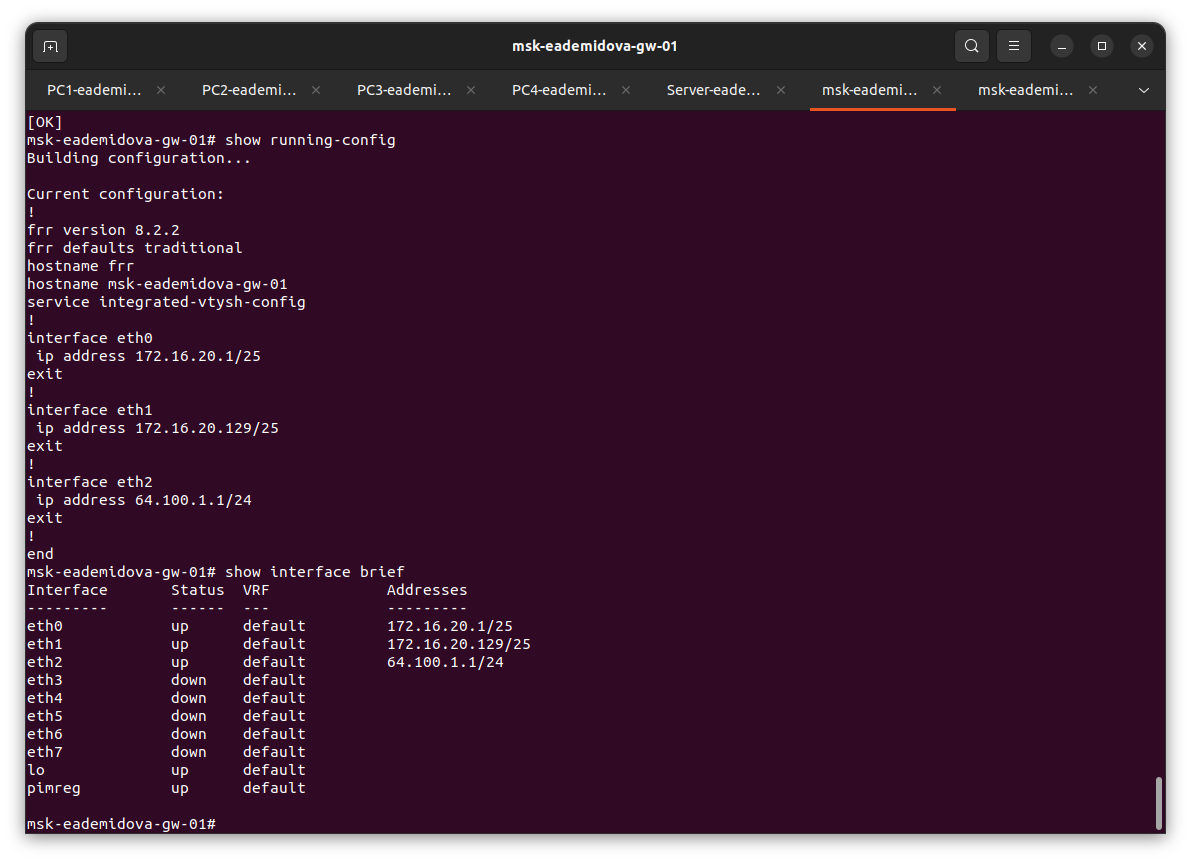 msk-eademidova-gw-01
PC1-eademi... PC2-eademi... PC3-eademi... PC4-eademi... Server-eade... msk-eademi... msk-eademi...
[OK]
msk-eademidova-gw-01# show running-config
Building configuration...
Current configuration:
!
frr version 8.2.2
frr defaults traditional
hostname frr
hostname msk-eademidova-gw-01
service integrated-vtysh-config
!
interface eth0
 ip address 172.16.20.1/25
exit
!
interface eth1
 ip address 172.16.20.129/25
exit
!
interface eth2
 ip address 64.100.1.1/24
exit
!
end
msk-eademidova-gw-01# show interface brief
Interface       Status  VRF             Addresses
---------       ------  ---             ---------
eth0            up      default         172.16.20.1/25
eth1            up      default         172.16.20.129/25
eth2            up      default         64.100.1.1/24
eth3            down    default
eth4            down    default
eth5            down    default
eth6            down    default
eth7            down    default
lo              up      default
pimreg          up      default
msk-eademidova-gw-01#